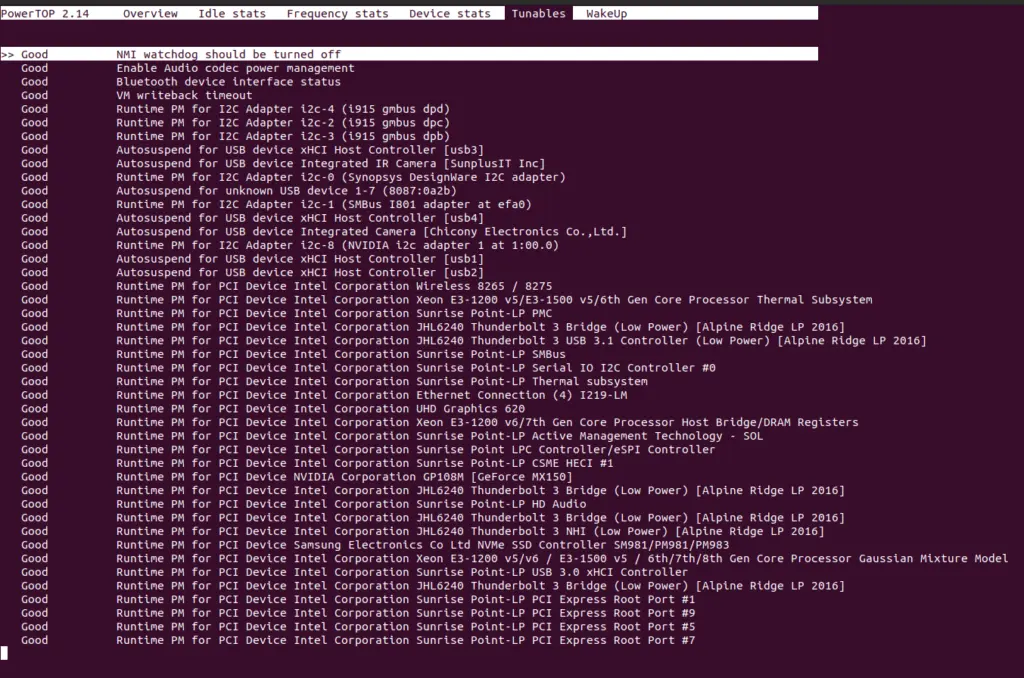 PowerTOP 2.14 Overview Idle stats Frequency stats Device stats Tunables WakeUp
>> Good NMI watchdog should be turned off
Good Enable Audio codec power management
Good Bluetooth device interface status
Good VM writeback timeout
Good Runtime PM for I2C Adapter i2c-4 (i915 gmbus dpd)
Good Runtime PM for I2C Adapter i2c-2 (i915 gmbus dpc)
Good Runtime PM for I2C Adapter i2c-3 (i915 gmbus dpb)
Good Autosuspend for USB device xHCI Host Controller [usb3]
Good Autosuspend for USB device Integrated IR Camera [SunplusIT Inc]
Good Runtime PM for I2C Adapter i2c-0 (Synopsys DesignWare I2C adapter)
Good Autosuspend for unknown USB device 1-7 (8087:0a2b)
Good Runtime PM for I2C Adapter i2c-1 (SMBus I801 adapter at efa0)
Good Autosuspend for USB device xHCI Host Controller [usb4]
Good Autosuspend for USB device Integrated Camera [Chicony Electronics Co.,Ltd.]
Good Runtime PM for I2C Adapter i2c-8 (NVIDIA i2c adapter 1 at 1:00.0)
Good Autosuspend for USB device xHCI Host Controller [usb1]
Good Autosuspend for USB device xHCI Host Controller [usb2]
Good Runtime PM for PCI Device Intel Corporation Wireless 8265 / 8275
Good Runtime PM for PCI Device Intel Corporation Xeon E3-1200 v5/E3-1500 v5/6th Gen Core Processor Thermal Subsystem
Good Runtime PM for PCI Device Intel Corporation Sunrise Point-LP PMC
Good Runtime PM for PCI Device Intel Corporation JHL6240 Thunderbolt 3 Bridge (Low Power) [Alpine Ridge LP 2016]
Good Runtime PM for PCI Device Intel Corporation JHL6240 Thunderbolt 3 USB 3.1 Controller (Low Power) [Alpine Ridge LP 2016]
Good Runtime PM for PCI Device Intel Corporation Sunrise Point-LP SMBus
Good Runtime PM for PCI Device Intel Corporation Sunrise Point-LP Serial IO I2C Controller #0
Good Runtime PM for PCI Device Intel Corporation Sunrise Point-LP Thermal subsystem
Good Runtime PM for PCI Device Intel Corporation Ethernet Connection (4) I219-LM
Good Runtime PM for PCI Device Intel Corporation UHD Graphics 620
Good Runtime PM for PCI Device Intel Corporation Xeon E3-1200 v6/7th Gen Core Processor Host Bridge/DRAM Registers
Good Runtime PM for PCI Device Intel Corporation Sunrise Point-LP Active Management Technology - SOL
Good Runtime PM for PCI Device Intel Corporation Sunrise Point LPC Controller/eSPI Controller
Good Runtime PM for PCI Device Intel Corporation Sunrise Point-LP CSME HECI #1
Good Runtime PM for PCI Device NVIDIA Corporation GP108M [GeForce MX150]
Good Runtime PM for PCI Device Intel Corporation JHL6240 Thunderbolt 3 Bridge (Low Power) [Alpine Ridge LP 2016]
Good Runtime PM for PCI Device Intel Corporation Sunrise Point-LP HD Audio
Good Runtime PM for PCI Device Intel Corporation JHL6240 Thunderbolt 3 Bridge (Low Power) [Alpine Ridge LP 2016]
Good Runtime PM for PCI Device Intel Corporation JHL6240 Thunderbolt 3 NHI (Low Power) [Alpine Ridge LP 2016]
Good Runtime PM for PCI Device Samsung Electronics Co Ltd NVMe SSD Controller SM981/PM981/PM983
Good Runtime PM for PCI Device Intel Corporation Xeon E3-1200 v5/v6 / E3-1500 v5 / 6th/7th/8th Gen Core Processor Gaussian Mixture Model
Good Runtime PM for PCI Device Intel Corporation Sunrise Point-LP USB 3.0 xHCI Controller
Good Runtime PM for PCI Device Intel Corporation JHL6240 Thunderbolt 3 Bridge (Low Power) [Alpine Ridge LP 2016]
Good Runtime PM for PCI Device Intel Corporation Sunrise Point-LP PCI Express Root Port #1
Good Runtime PM for PCI Device Intel Corporation Sunrise Point-LP PCI Express Root Port #9
Good Runtime PM for PCI Device Intel Corporation Sunrise Point-LP PCI Express Root Port #5
Good Runtime PM for PCI Device Intel Corporation Sunrise Point-LP PCI Express Root Port #7